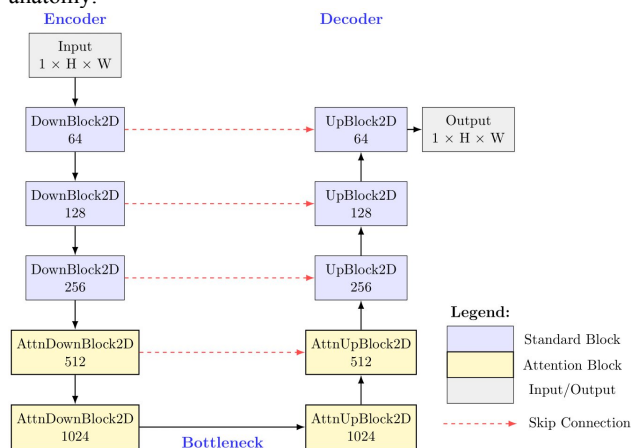 anatomy.
Encoder
Decoder
Input
1 × H × W
DownBlock2D
64
UpBlock2D
64
Output
1 × H × W
DownBlock2D
128
UpBlock2D
128
DownBlock2D
256
UpBlock2D
256
Legend:
Standard Block
Attention Block
Input/Output
Skip Connection
AttnDownBlock2D
512
AttnUpBlock2D
512
AttnDownBlock2D
1024
Bottleneck
AttnUpBlock2D
1024